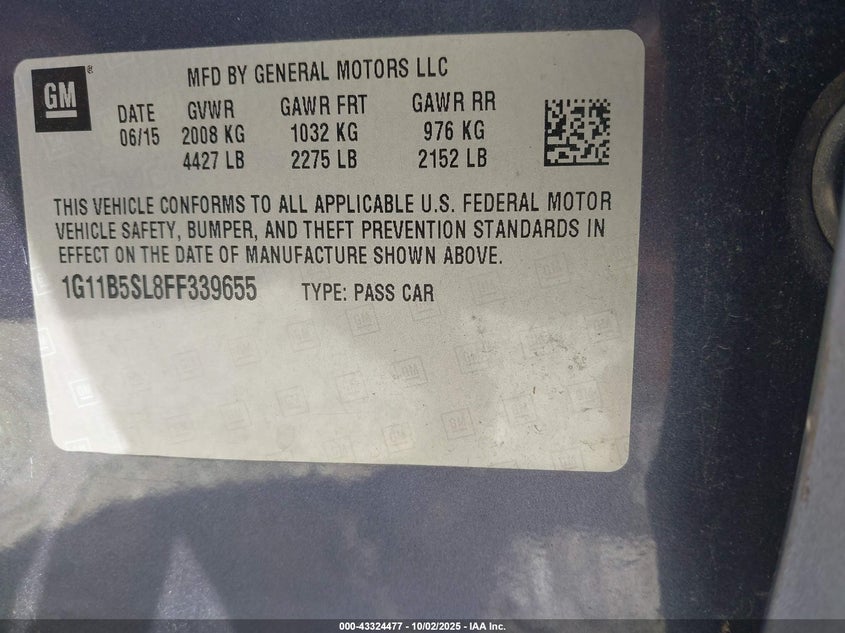 GM
MFD BY GENERAL MOTORS LLC
DATE GVWR GAWR FRT GAWR RR
06/15 2008 KG 1032 KG 976 KG
4427 LB 2275 LB 2152 LB
THIS VEHICLE CONFORMS TO ALL APPLICABLE U.S. FEDERAL MOTOR
VEHICLE SAFETY, BUMPER, AND THEFT PREVENTION STANDARDS IN
EFFECT ON THE DATE OF MANUFACTURE SHOWN ABOVE.
1G11B5SL8FF339655 TYPE: PASS CAR
000-43324477 - 10/02/2025 - IAA Inc.